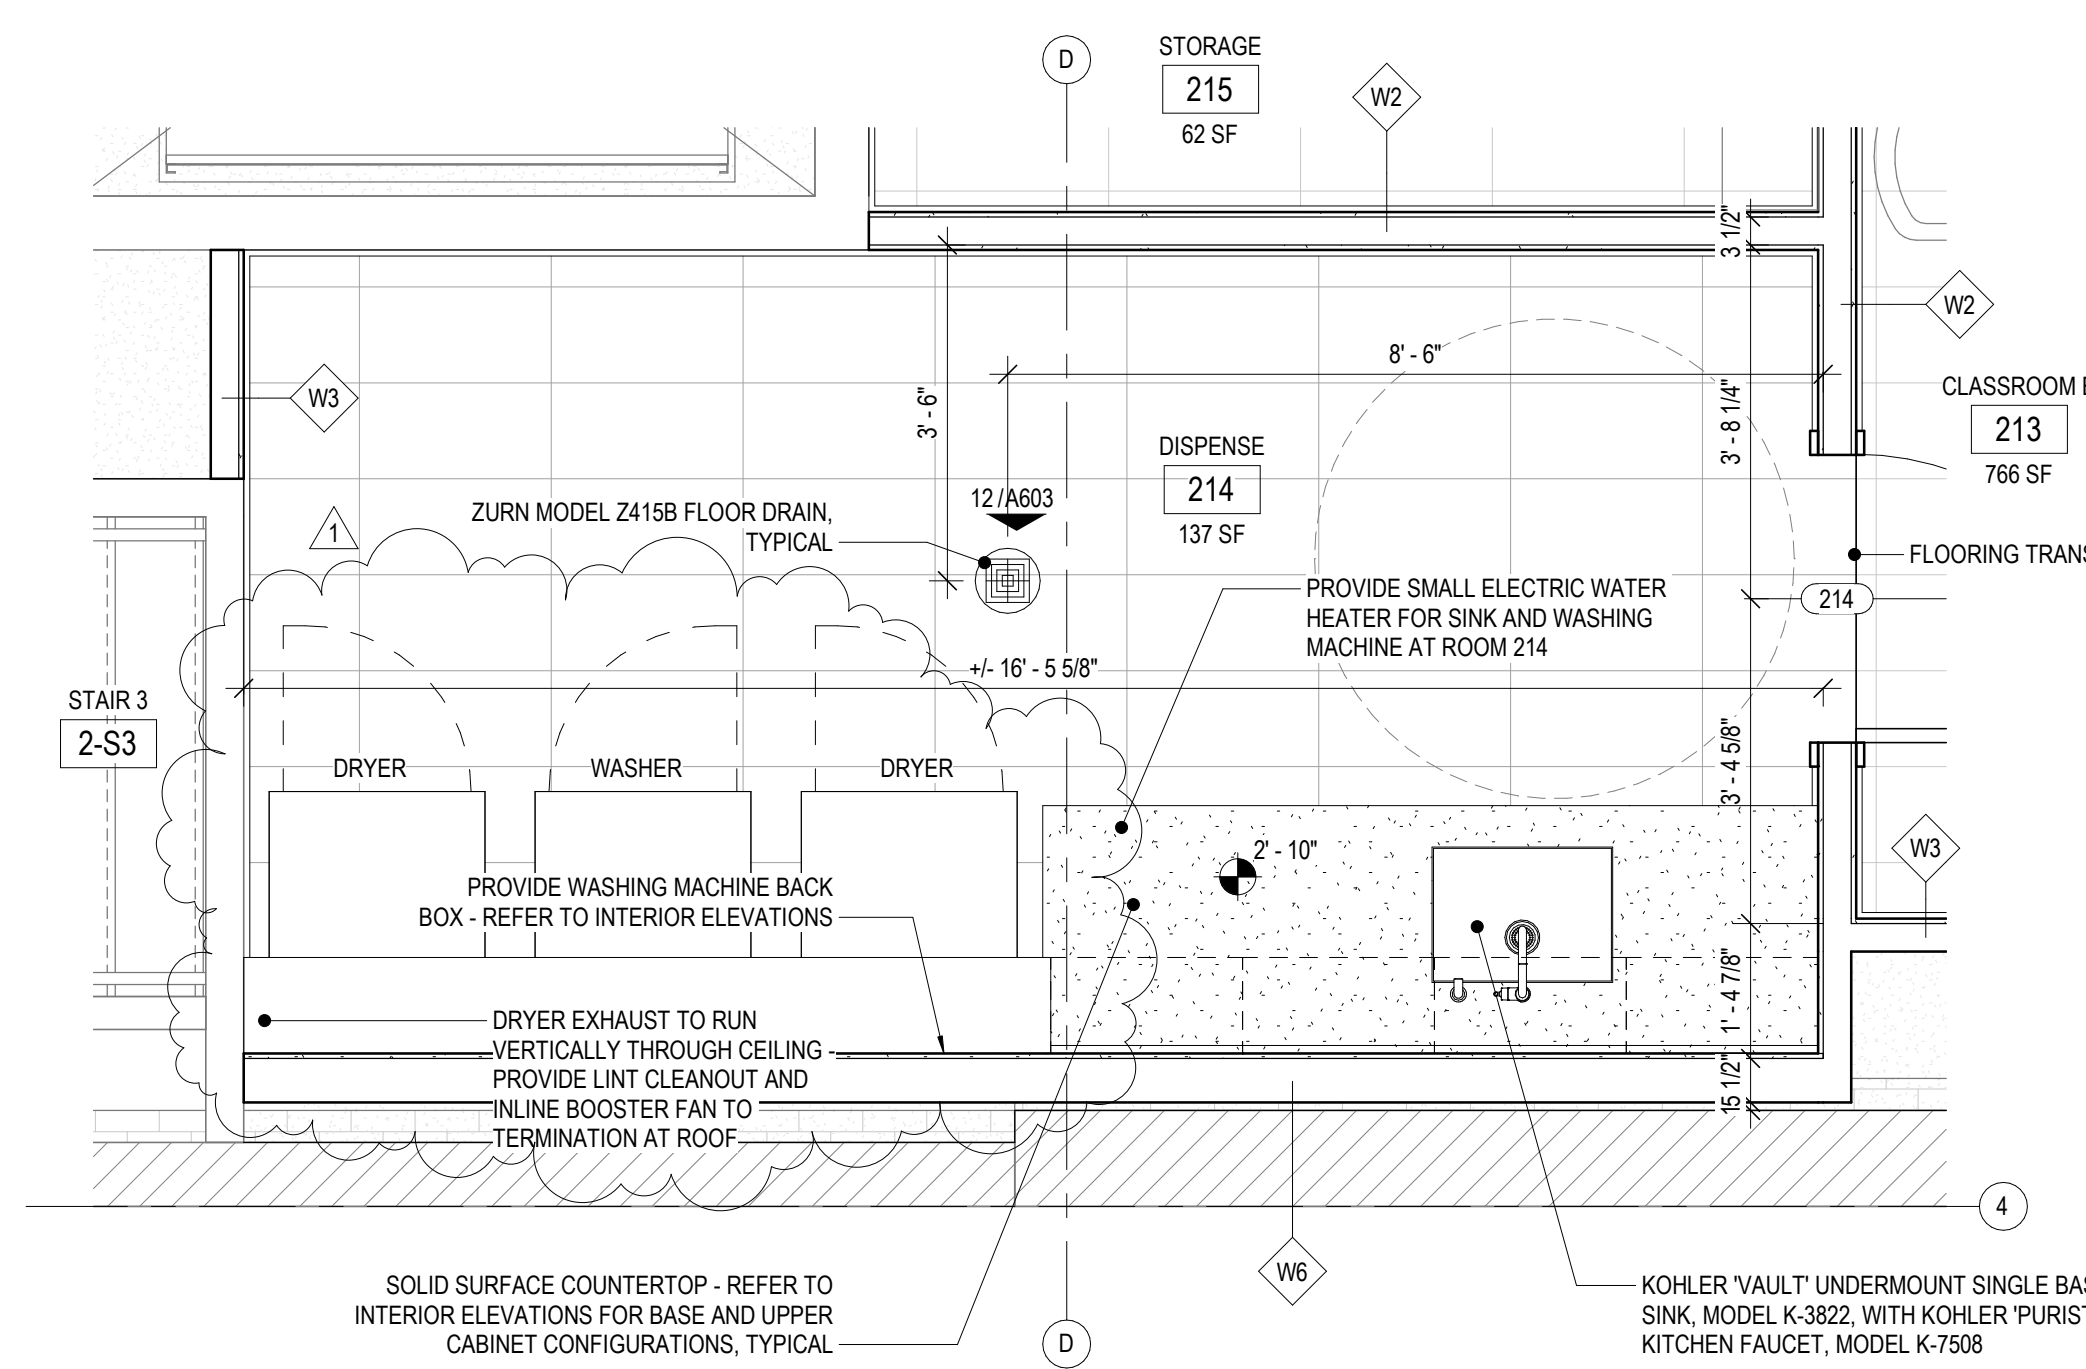 D
STORAGE
215
62 SF
W2
3 1/2"
W2
W3
8' - 6"
3' - 6"
3' - 8 1/4"
CLASSROOM
213
766 SF
DISPENSE
214
137 SF
12 / A603
ZURN MODEL Z415B FLOOR DRAIN,
TYPICAL
1
FLOORING TRANS
214
PROVIDE SMALL ELECTRIC WATER
HEATER FOR SINK AND WASHING
MACHINE AT ROOM 214
+/- 16' - 5 5/8"
STAIR 3
2-S3
DRYER
WASHER
DRYER
3' - 4 5/8"
2' - 10"
W3
PROVIDE WASHING MACHINE BACK
BOX - REFER TO INTERIOR ELEVATIONS
1' - 4 7/8"
DRYER EXHAUST TO RUN
VERTICALLY THROUGH CEILING -
PROVIDE LINT CLEANOUT AND
INLINE BOOSTER FAN TO
TERMINATION AT ROOF
15 1/2"
4
W6
SOLID SURFACE COUNTERTOP - REFER TO
INTERIOR ELEVATIONS FOR BASE AND UPPER
CABINET CONFIGURATIONS, TYPICAL
D
KOHLER 'VAULT' UNDERMOUNT SINGLE BAS
SINK, MODEL K-3822, WITH KOHLER 'PURIST
KITCHEN FAUCET, MODEL K-7508